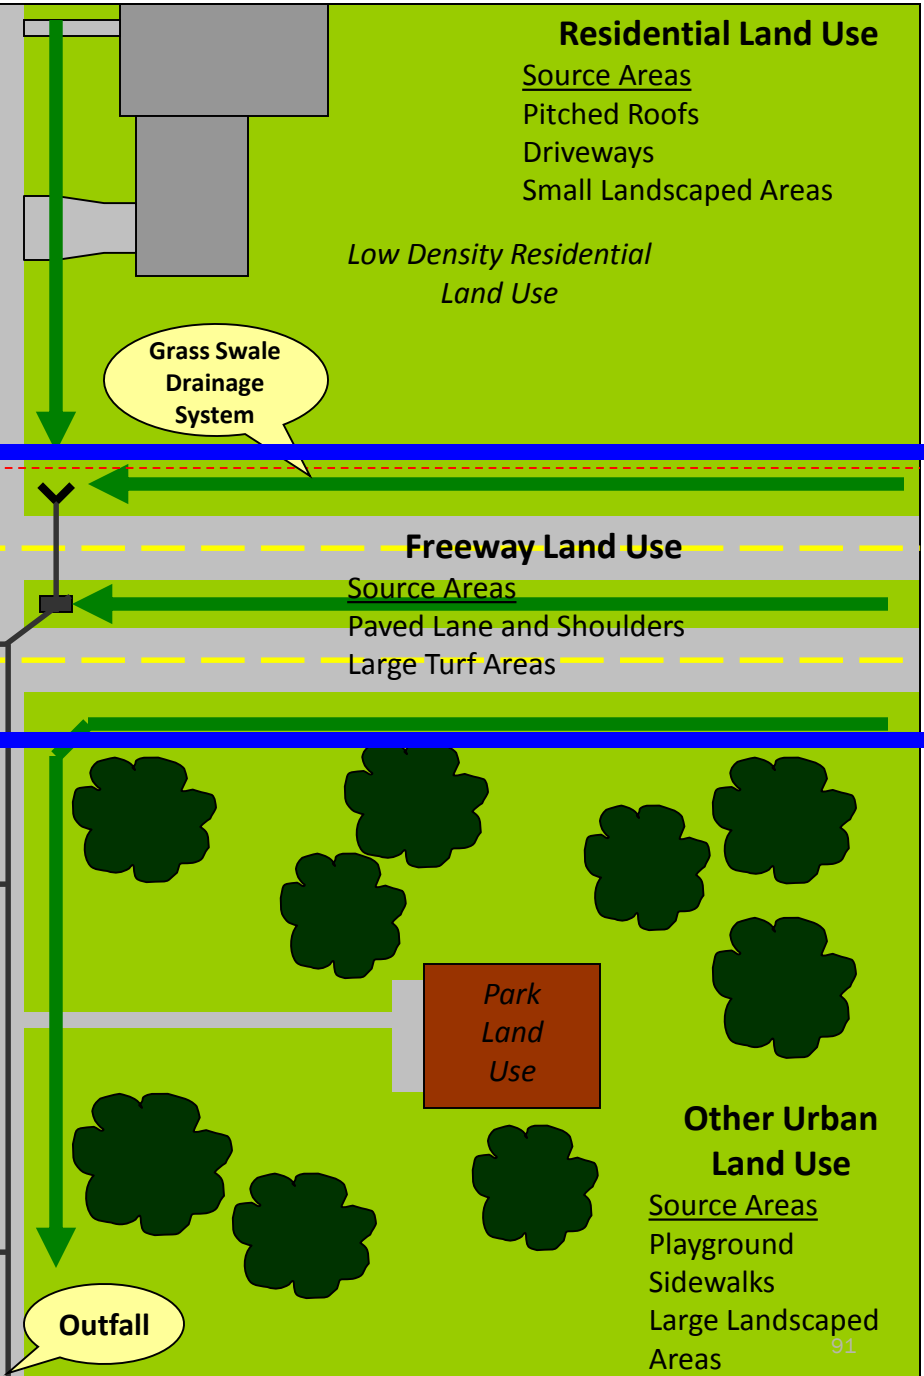 Residential Land Use
Source Areas
Pitched Roofs
Driveways
Small Landscaped Areas
Low Density Residential
Land Use
Grass Swale
Drainage
System
Freeway Land Use
Source Areas
Paved Lane and Shoulders
Large Turf Areas
Park
Land
Use
Other Urban
Land Use
Source Areas
Playground
Sidewalks
Large Landscaped
Areas
Outfall
91